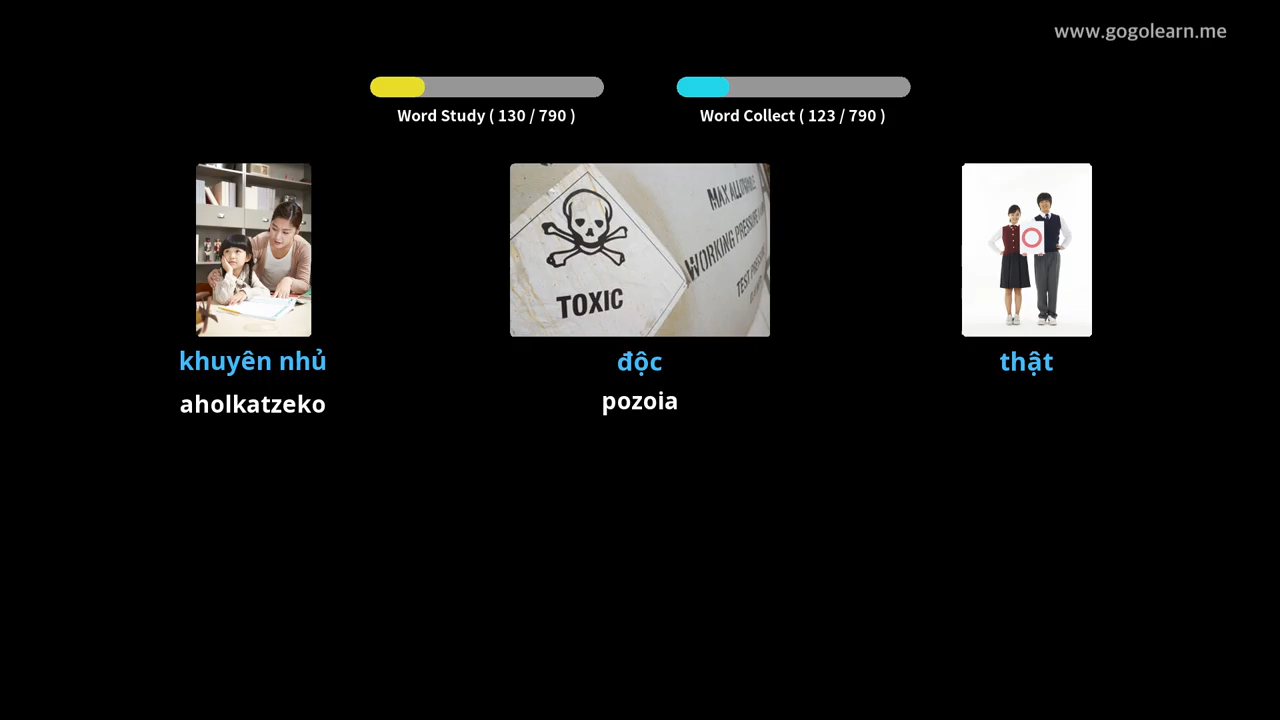 www.gogolearn.me
Word Study ( 130 / 790 )
Word Collect ( 123 / 790 )
MAX ALLOWABLE
WORKING PRESSURE
TEST
TOXIC
khuyên nhủ
độc
thật
aholkatzeko
pozoia